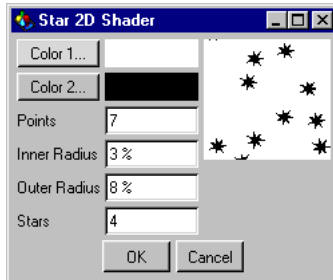 Star 2D Shader
Color 1...
Color 2...
Points 7
Inner Radius 3 %
Outer Radius 8 %
Stars 4
OK Cancel